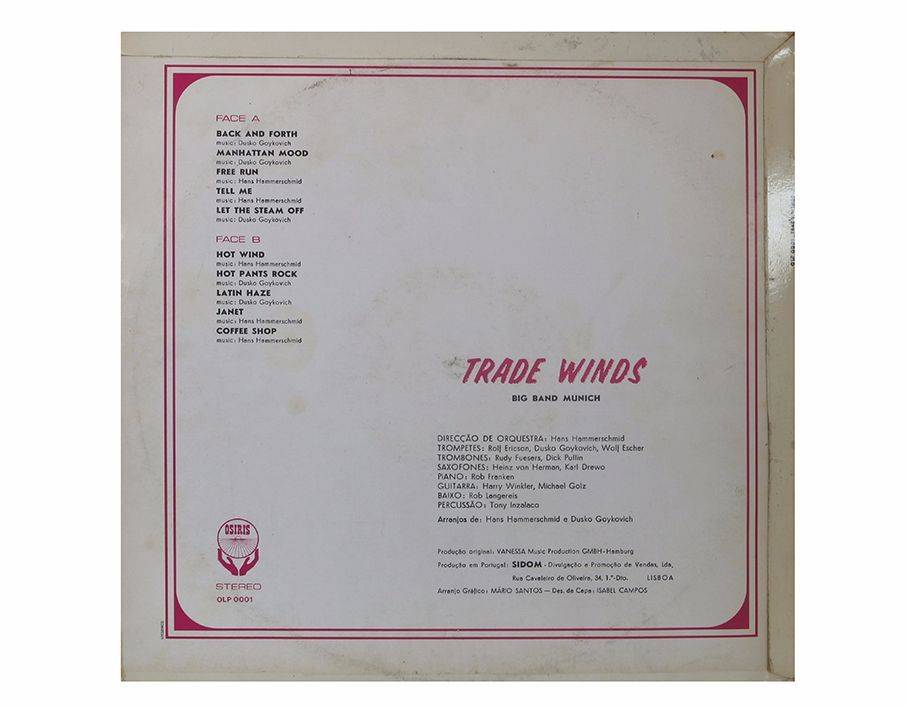 FACE A
BACK AND FORTH
music: Dusko Goykovich
MANHATTAN MOOD
music: Dusko Goykovich
FREE RUN
music: Hans Hammerschmid
TELL ME
music: Hans Hammerschmid
LET THE STEAM OFF
music: Dusko Goykovich
FACE B
HOT WIND
music: Hans Hammerschmid
HOT PANTS ROCK
music: Dusko Goykovich
LATIN HAZE
music: Dusko Goykovich
JANET
music: Hans Hammerschmid
COFFEE SHOP
music: Hans Hammerschmid
TRADE WINDS
BIG BAND MUNICH
DIRECÇÃO DE ORQUESTRA: Hans Hammerschmid
TROMPETES: Rolf Ericson, Dusko Goykovich, Wolf Escher
TROMBONES: Rudy Fuesers, Dick Pullin
SAXOFONES: Heinz von Herman, Karl Drewo
PIANO: Rob Franken
GUITARRA: Harry Winkler, Michael Golz
BAIXO: Rob Langereis
PERCUSSÃO: Tony Inzalaco
Arranjos de: Hans Hammerschmid e Dusko Goykovich
Produção original: VANESSA Music Production GMBH-Hamburg
Produção em Portugal: SIDOM - Divulgação e Promoção de Vendas, Lda,
Rua Cavaleiro de Oliveira, 34, 1.º-Dto. LISBOA
Arranjo Gráfico: MÁRIO SANTOS — Des. da Capa: ISABEL CAMPOS
OSIRIS
STEREO
OLP 0001